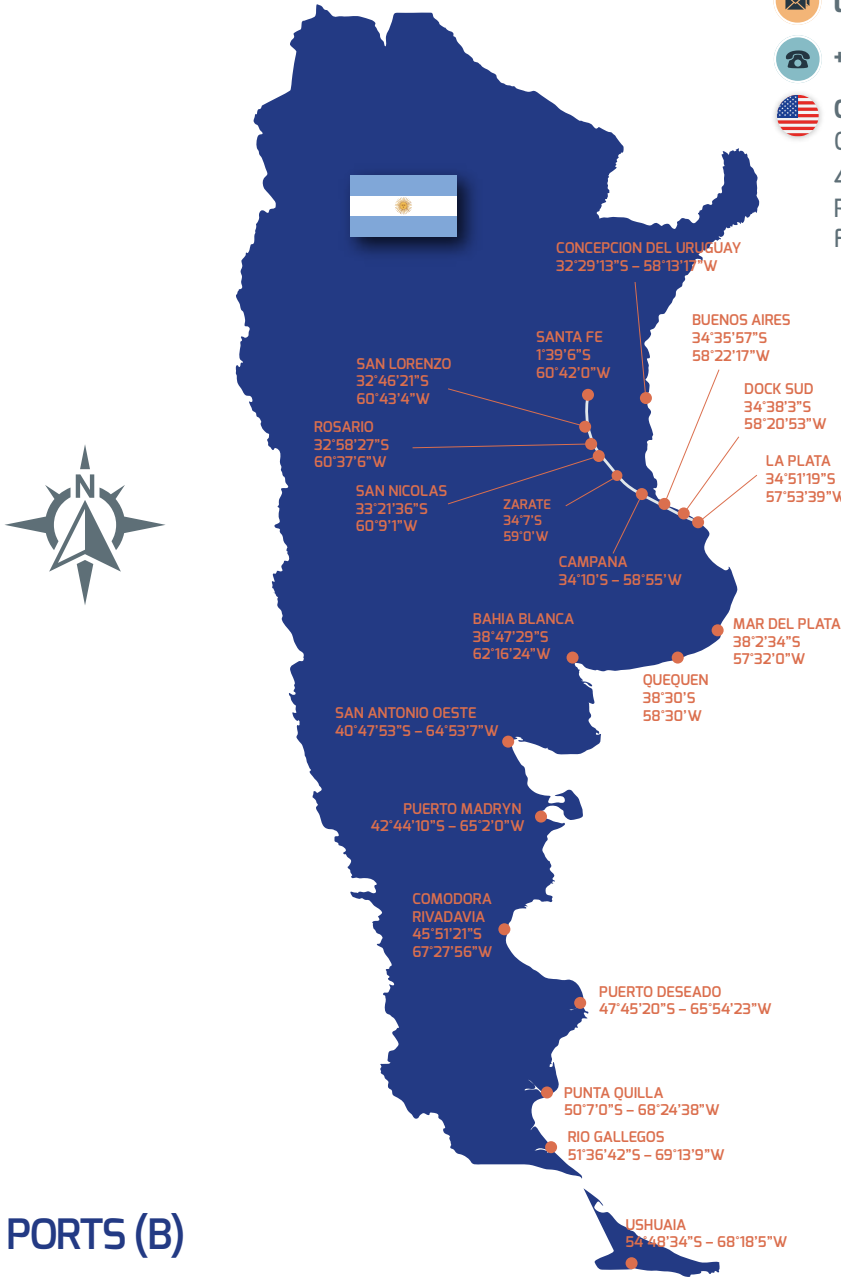 CONCEPCION DEL URUGUAY
32°29'13"S – 58°13'17"W
BUENOS AIRES
34°35'57"S
58°22'17"W
SANTA FE
1°39'6"S
60°42'0"W
SAN LORENZO
32°46'21"S
60°43'4"W
DOCK SUD
34°38'3"S
58°20'53"W
ROSARIO
32°58'27"S
60°37'6"W
LA PLATA
34°51'19"S
57°53'39"W
SAN NICOLAS
33°21'36"S
60°9'1"W
ZARATE
34°7'S
59°0'W
N
CAMPANA
34°10'S – 58°55'W
BAHIA BLANCA
38°47'29"S
62°16'24"W
MAR DEL PLATA
38°2'34"S
57°32'0"W
QUEQUEN
38°30'S
58°30'W
SAN ANTONIO OESTE
40°47'53"S – 64°53'7"W
PUERTO MADRYN
42°44'10"S – 65°2'0"W
COMODORA
RIVADAVIA
45°51'21"S
67°27'56"W
PUERTO DESEADO
47°45'20"S – 65°54'23"W
PUNTA QUILLA
50°7'0"S – 68°24'38"W
RIO GALLEGOS
51°36'42"S – 69°13'9"W
PORTS (B)
USHUAIA
54°48'34"S – 68°18'5"W